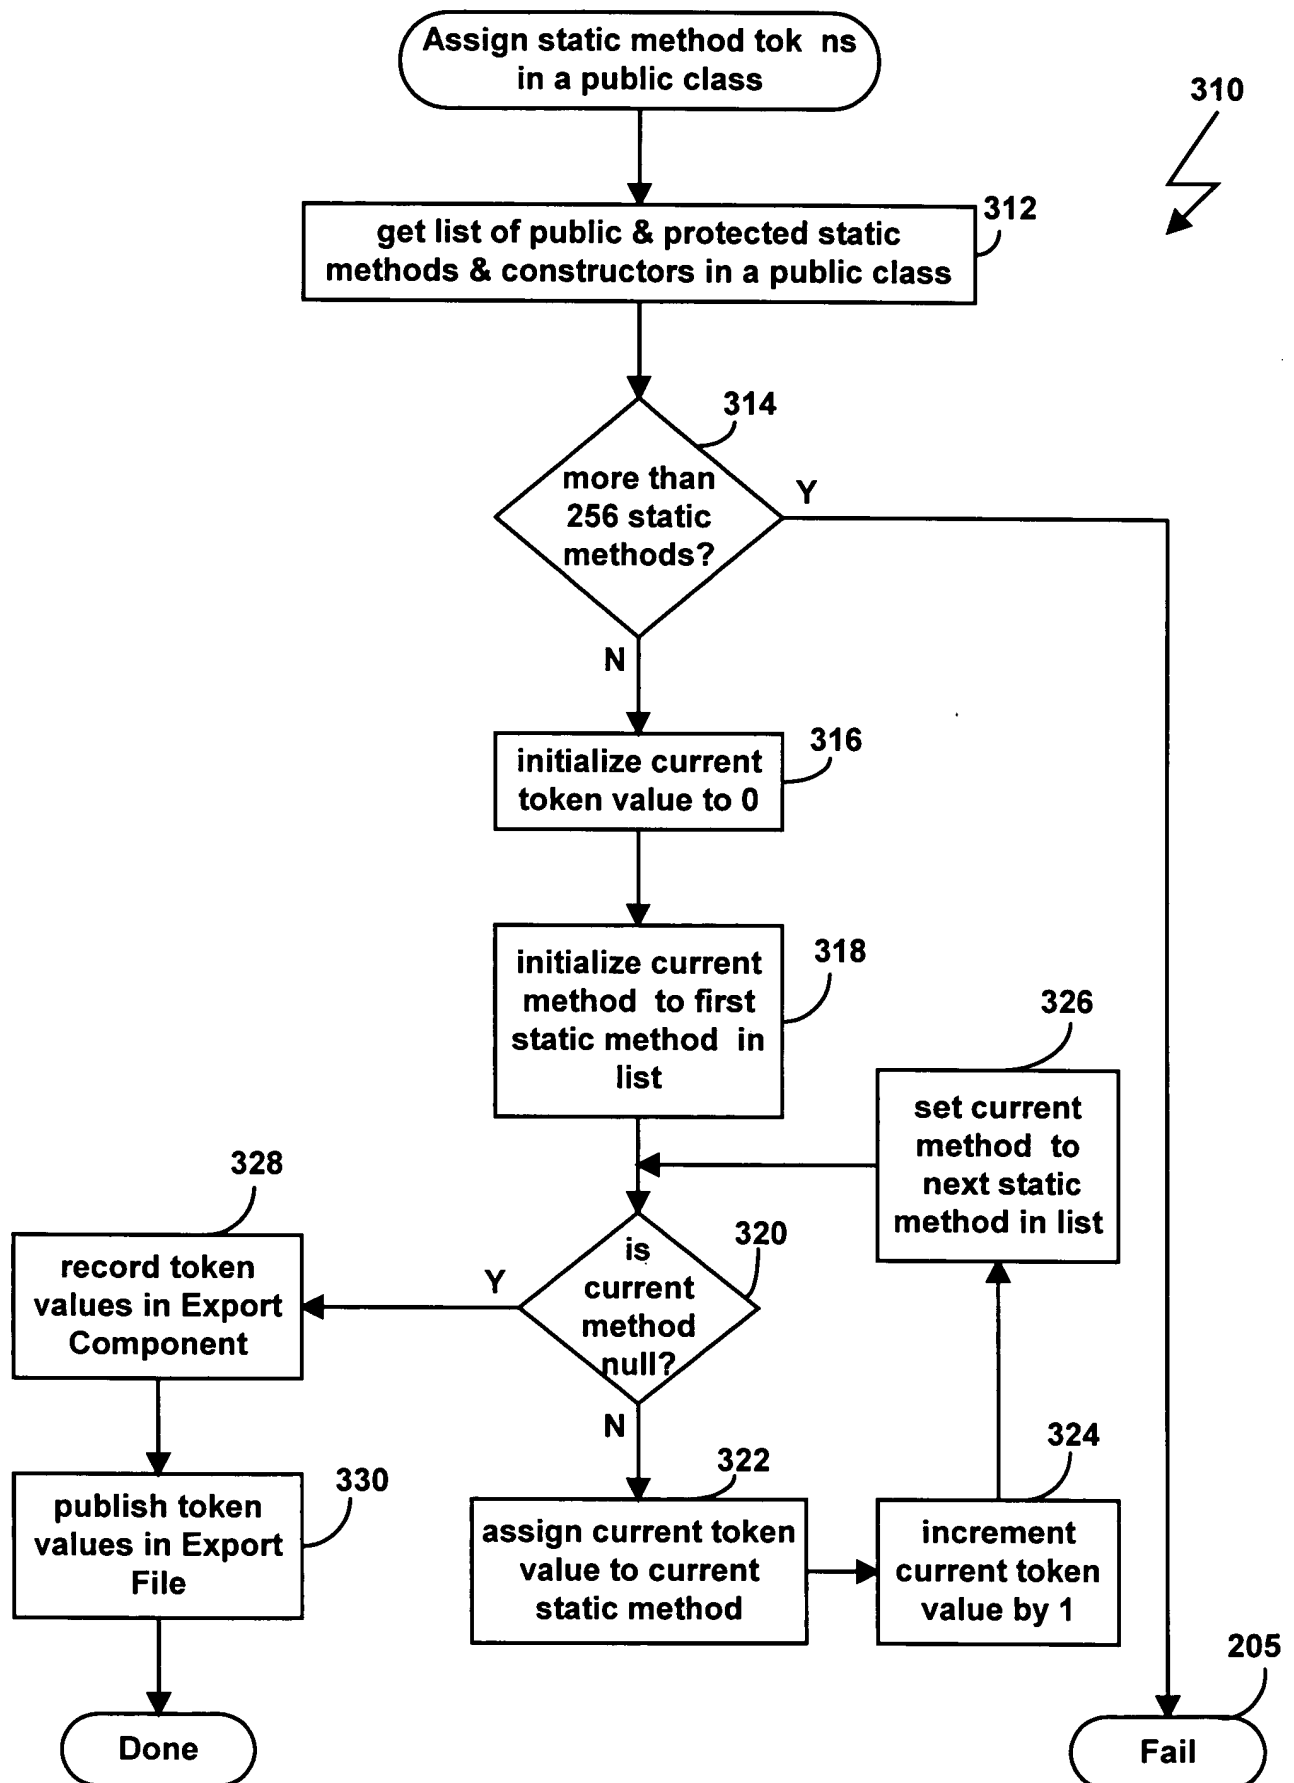 Assign static method tok ns
in a public class
310
312
get list of public & protected static
methods & constructors in a public class
314
more than
256 static
methods?
Y
N
316
initialize current
token value to 0
318
initialize current
method to first
static method in
list
326
set current
method to
next static
method in list
328
record token
values in Export
Component
320
is
current
method
null?
Y
N
330
publish token
values in Export
File
322
assign current token
value to current
static method
324
increment
current token
value by 1
205
Done
Fail